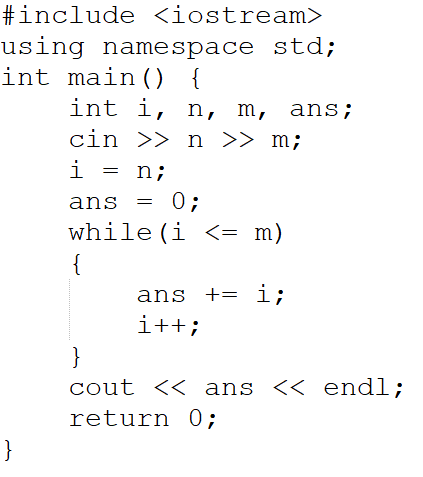 #include <iostream>
using namespace std;
int main() {
    int i, n, m, ans;
    cin >> n >> m;
    i = n;
    ans = 0;
    while(i <= m)
    {
        ans += i;
        i++;
    }
    cout << ans << endl;
    return 0;
}